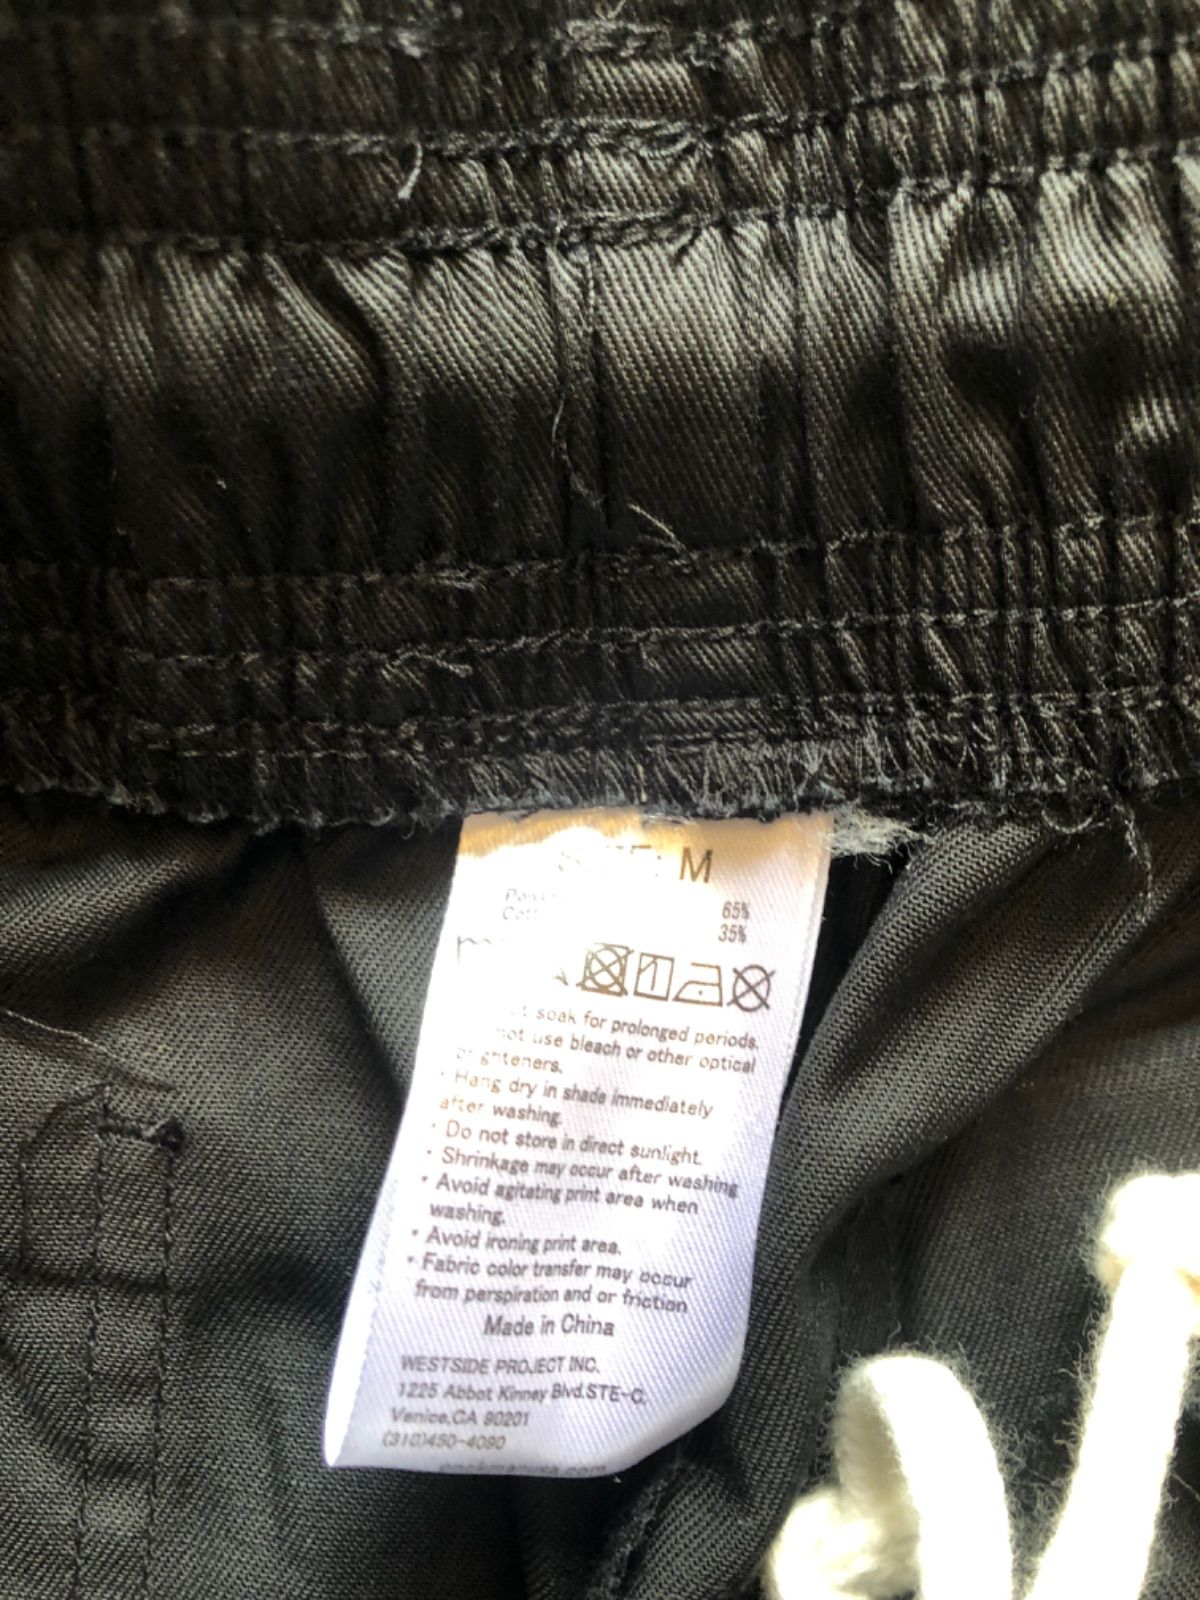 : M
65%
35%
soak for prolonged periods.
not use bleach or other optical
brighteners.
· Hang dry in shade immediately
after washing.
· Do not store in direct sunlight.
· Shrinkage may occur after washing
· Avoid agitating print area when
washing.
· Avoid ironing print area.
· Fabric color transfer may occur
from perspiration and or friction
Made in China
WESTSIDE PROJECT INC.
1225 Abbot Kinney Blvd.STE-C.
Venice,CA 90201
(310)450-4090